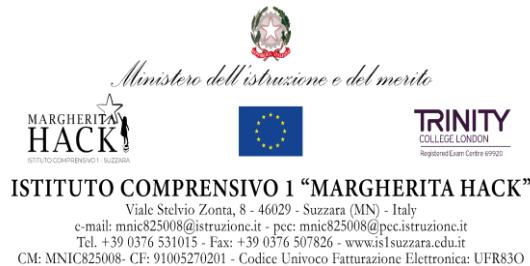 Ministero dell'istruzione e del merito
MARGHERITA
HACK
ISTITUTO COMPRENSIVO 1 - SUZZARA
TRINITY
COLLEGE LONDON
Registered Exam Centre 69920
ISTITUTO COMPRENSIVO 1 “MARGHERITA HACK”
Viale Stelvio Zonta, 8 - 46029 - Suzzara (MN) - Italy
e-mail: mnic825008@istruzione.it - pec: mnic825008@pec.istruzione.it
Tel. +39 0376 531015 - Fax: +39 0376 507826 - www.is1suzzara.edu.it
CM: MNIC825008- CF: 91005270201 - Codice Univoco Fatturazione Elettronica: UFR83O